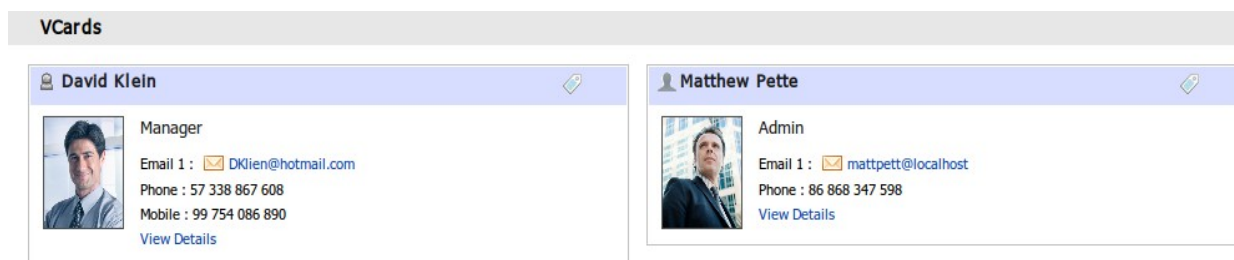 VCards
David Klein
Manager
Email 1 : DKlien@hotmail.com
Phone : 57 338 867 608
Mobile : 99 754 086 890
View Details
Matthew Pette
Admin
Email 1 : mattpett@localhost
Phone : 86 868 347 598
View Details